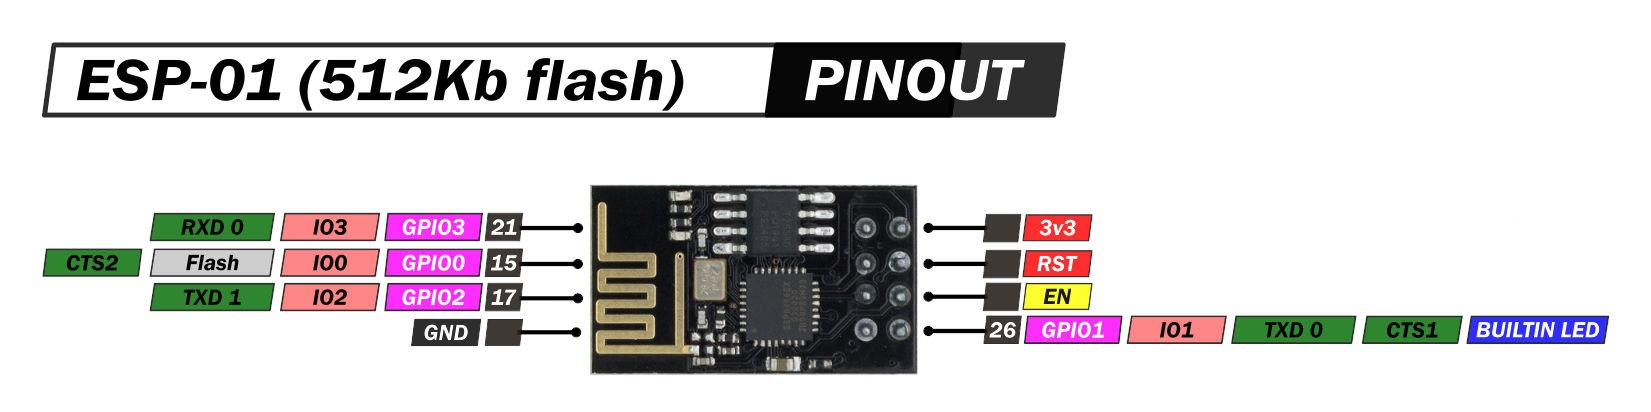 ESP-01 (512Kb flash) PINOUT
RXD 0 IO3 GPIO3 21 3v3
CTS2 Flash IO0 GPIO0 15 RST
TXD 1 IO2 GPIO2 17 EN
GND 26 GPIO1 IO1 TXD 0 CTS1 BUILTIN LED